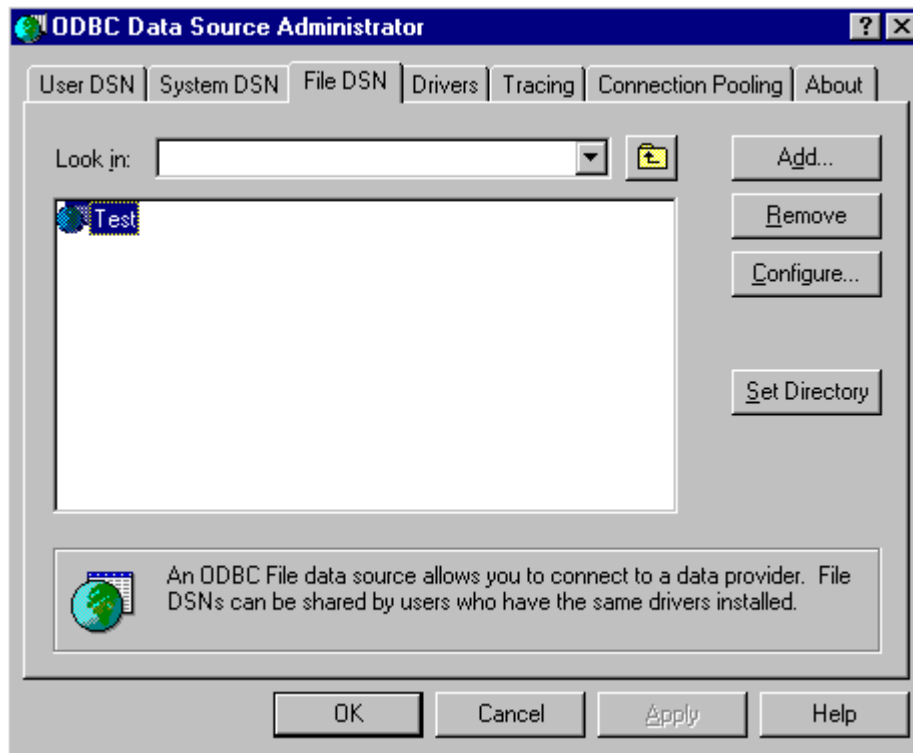 ODBC Data Source Administrator
User DSN System DSN File DSN Drivers Tracing Connection Pooling About
Look in: Add...
Test
Remove
Configure...
Set Directory
An ODBC File data source allows you to connect to a data provider. File
DSNs can be shared by users who have the same drivers installed.
OK Cancel Apply Help